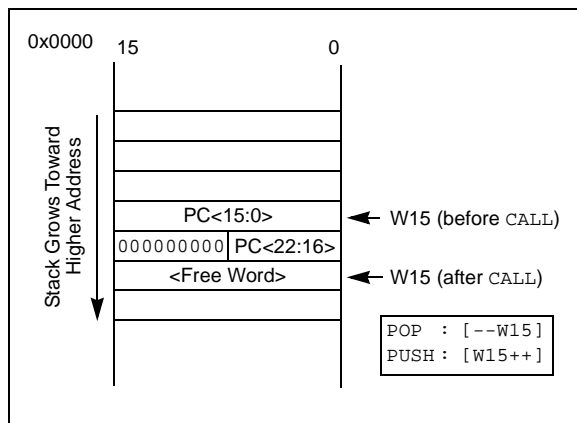 0x0000
15
0
Stack Grows Toward
Higher Address
PC<15:0>
W15 (before CALL)
000000000
PC<22:16>
<Free Word>
W15 (after CALL)
POP : [--W15]
PUSH : [W15++]